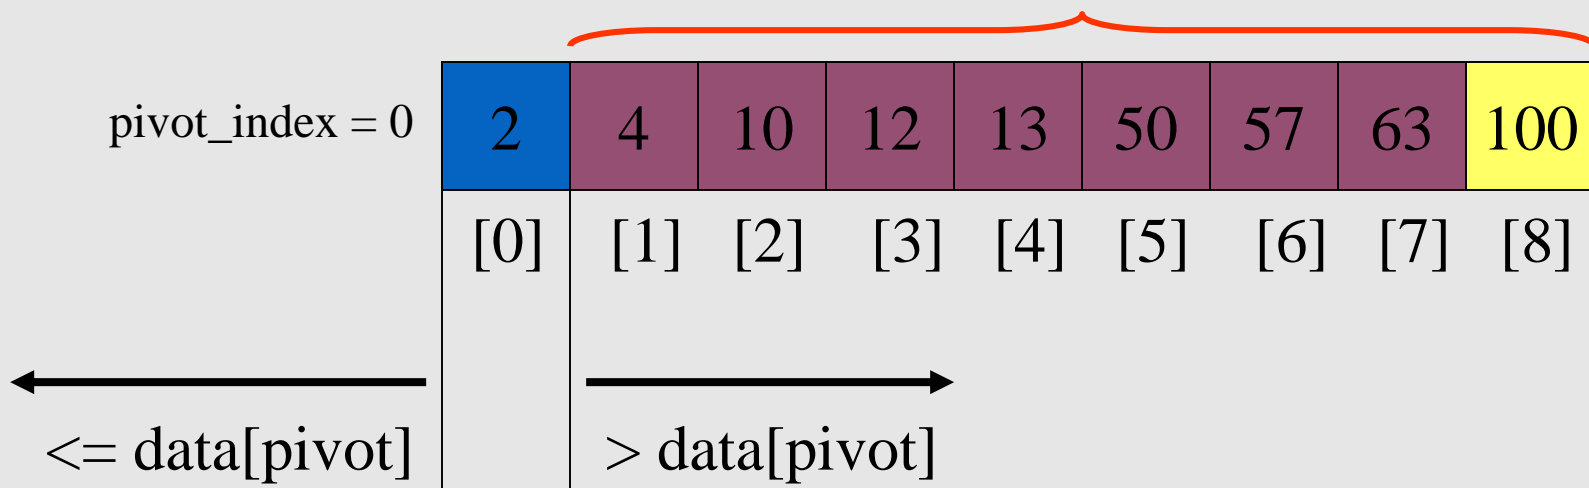 pivot_index = 0 2 4 10 12 13 50 57 63 100
[0] [1] [2] [3] [4] [5] [6] [7] [8]
<= data[pivot] > data[pivot]